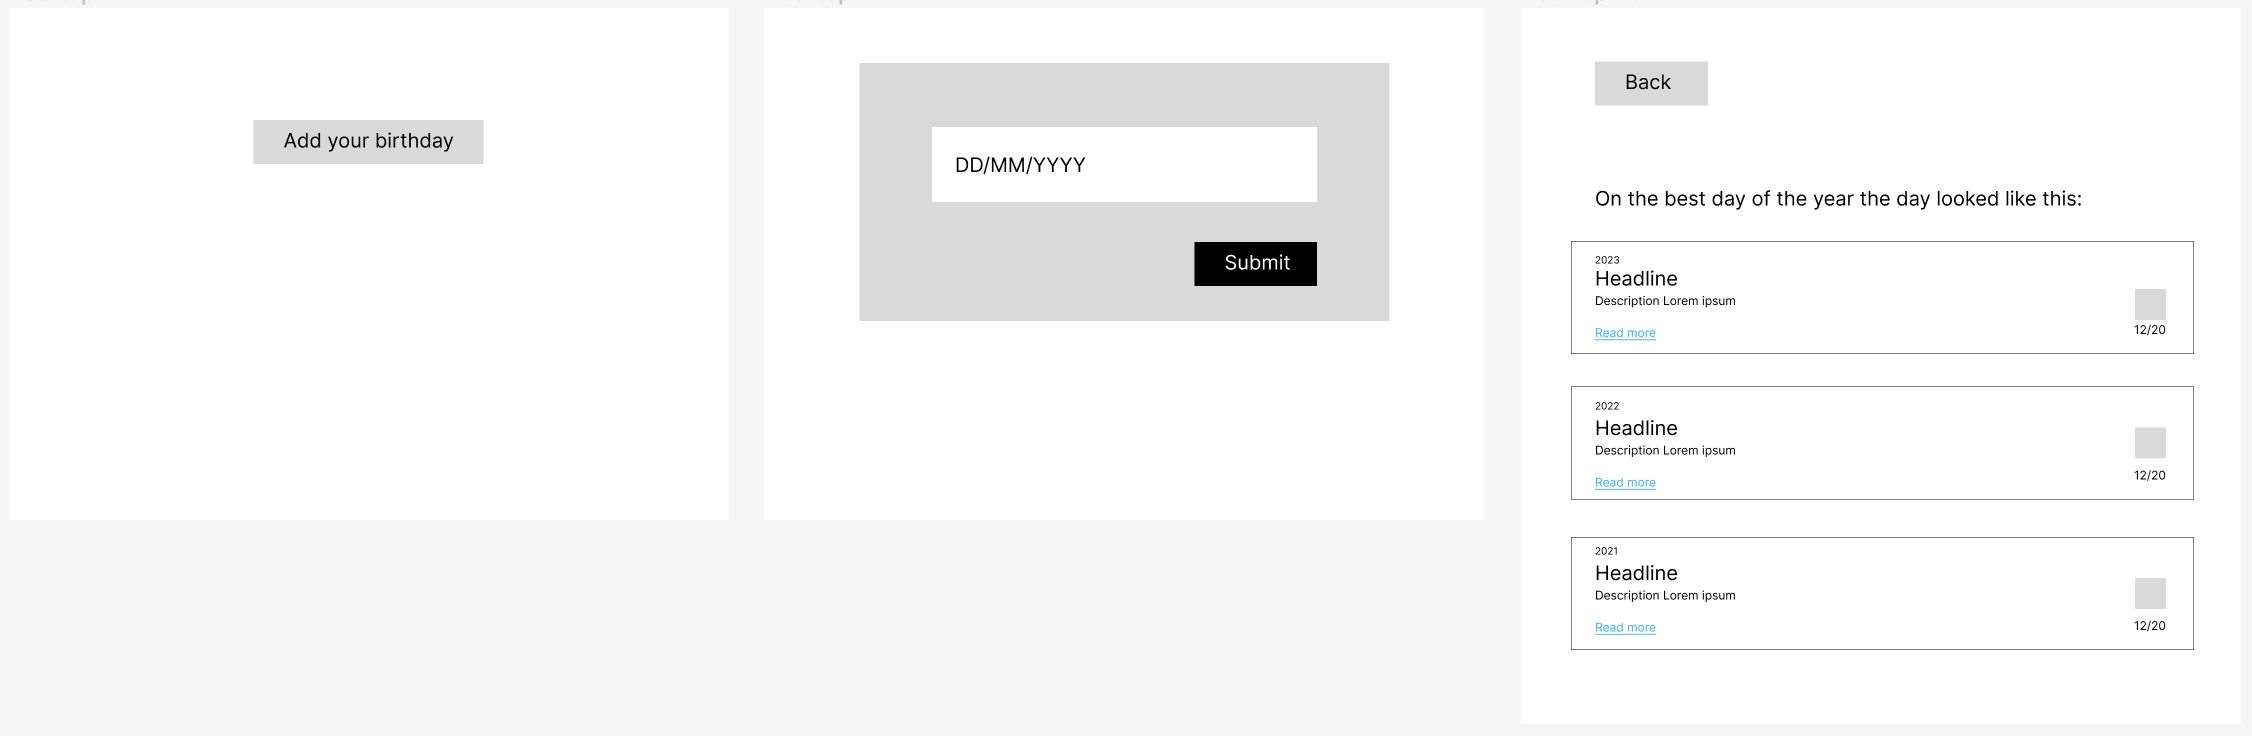 Add your birthday
DD/MM/YYYY
Submit
Back
On the best day of the year the day looked like this:
2023
Headline
Description Lorem ipsum
Read more
12/20
2022
Headline
Description Lorem ipsum
Read more
12/20
2021
Headline
Description Lorem ipsum
Read more
12/20